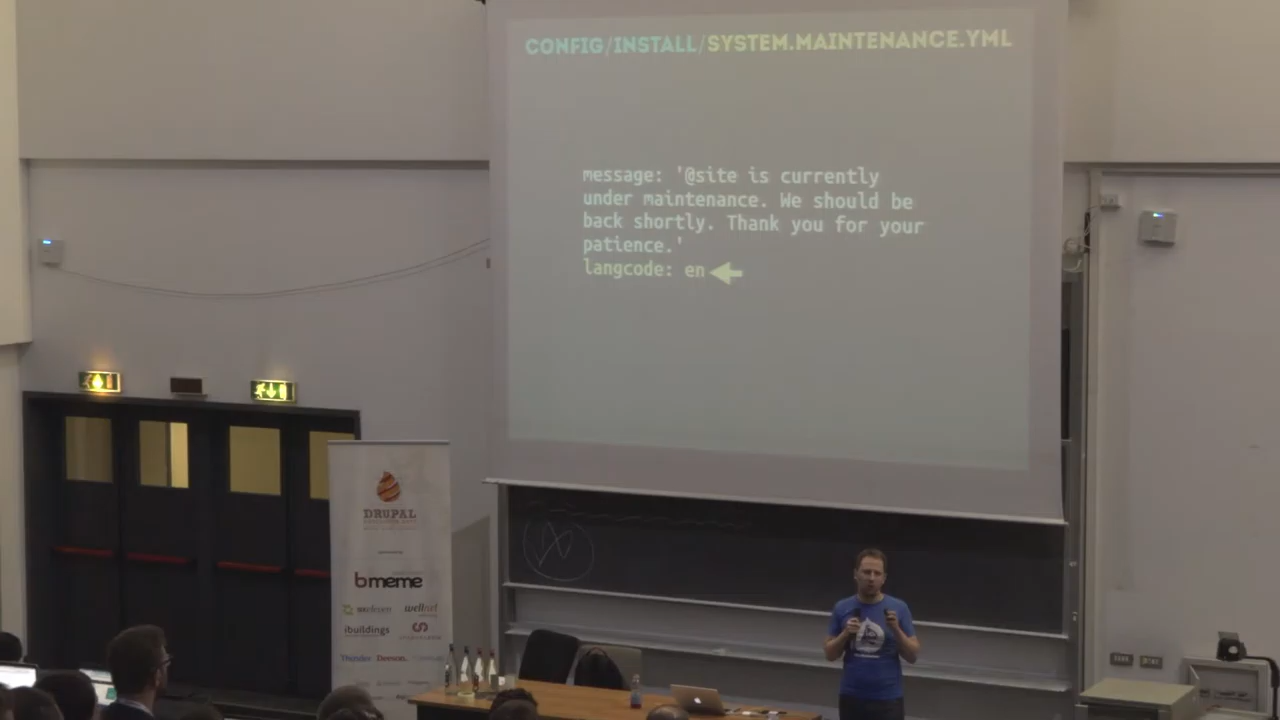 CONFIG/INSTALL/SYSTEM.MAINTENANCE.YML
message: '@site is currently
under maintenance. We should be
back shortly. Thank you for your
patience.'
langcode: en
DRUPAL
bmeme
wellnet
ibuildings